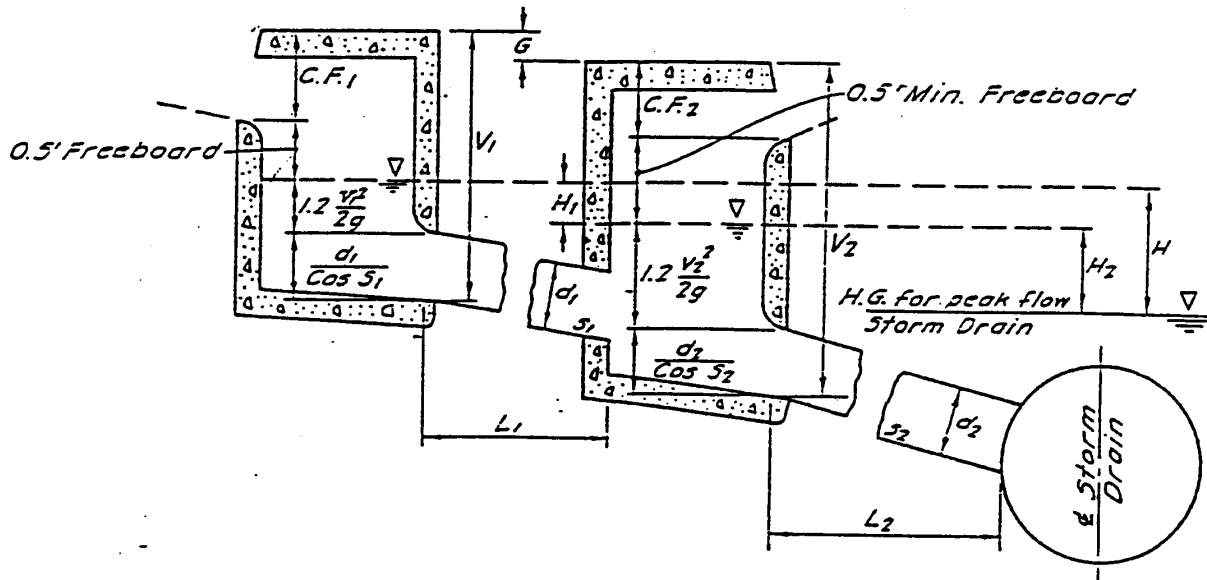 G
C.F.1
C.F.2
0.5' Min. Freeboard
V1
0.5' Freeboard
1.2 v1²/2g
H1
V2
H
H2
1.2 v2²/2g
d1/Cos S1
d1
S1
H.G. for peak flow
Storm Drain
d2/Cos S2
L1
S2
d2
℄ Storm
Drain
L2